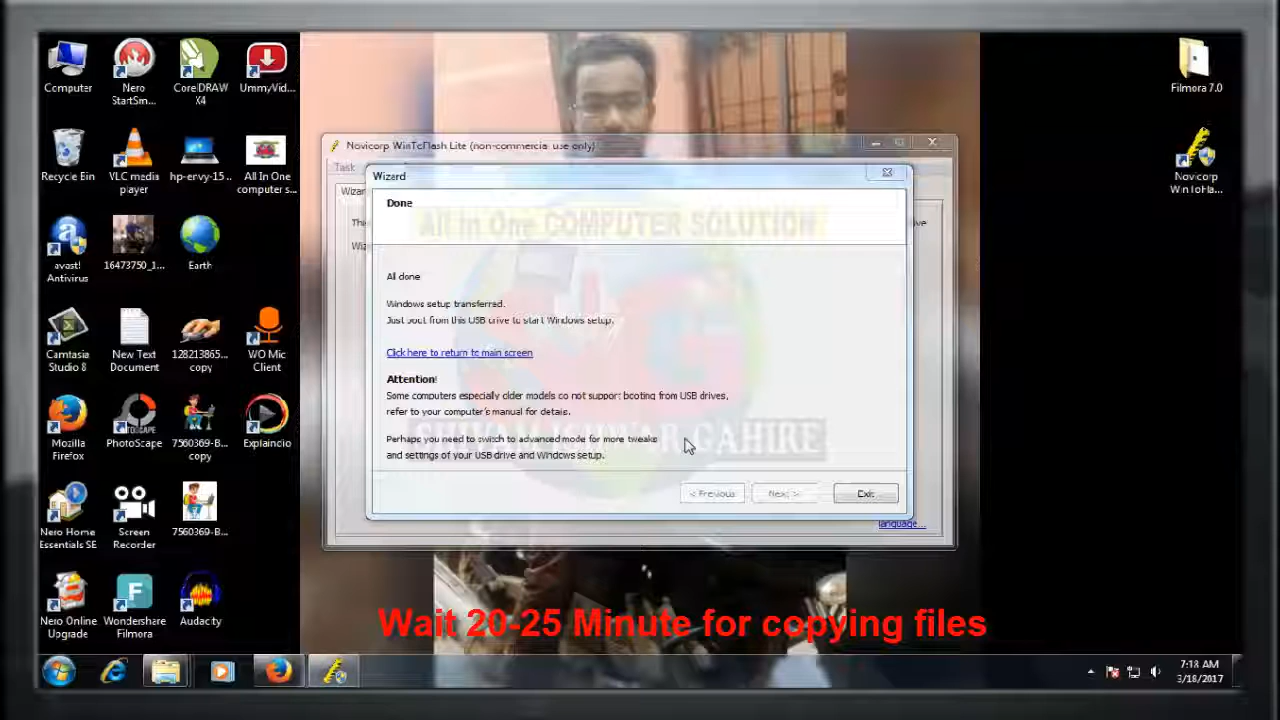 Computer
Nero StartSm...
CorelDRAW X4
UmmyVid...
Filmora 7.0
Recycle Bin
VLC media player
hp-envy-15...
All In One computer s...
Novicorp WinToFla...
avast! Antivirus
16473750_1...
Earth
Camtasia Studio 8
New Text Document
128213865... copy
WO Mic Client
Mozilla Firefox
PhotoScape
7560369-B... copy
Explaindio
Nero Home Essentials SE
Screen Recorder
7560369-B...
Nero Online Upgrade
Wondershare Filmora
Audacity
Novicorp WinToFlash Lite (non-commercial use only)
Task
Wizard
Done
All In One COMPUTER SOLUTION
All done
Windows setup transferred.
Just boot from this USB drive to start Windows setup.
Click here to return to main screen
Attention!
Some computers especially older models do not support booting from USB drives,
refer to your computer's manual for details.
Perhaps you need to switch to advanced mode for more tweaks
and settings of your USB drive and Windows setup.
GAHIRE
< Previous
Next >
Exit
language...
Wait 20-25 Minute for copying files
7:18 AM
3/18/2017